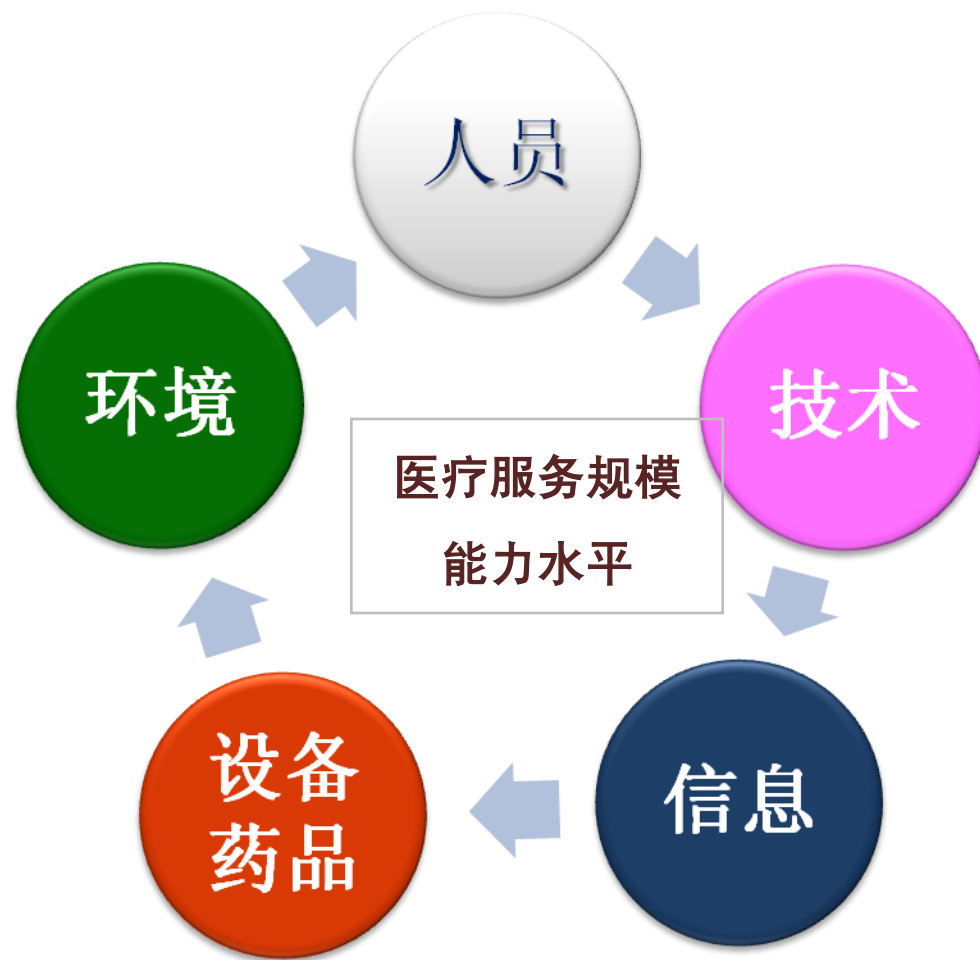 人员
环境
技术
医疗服务规模
能力水平
设备
药品
信息